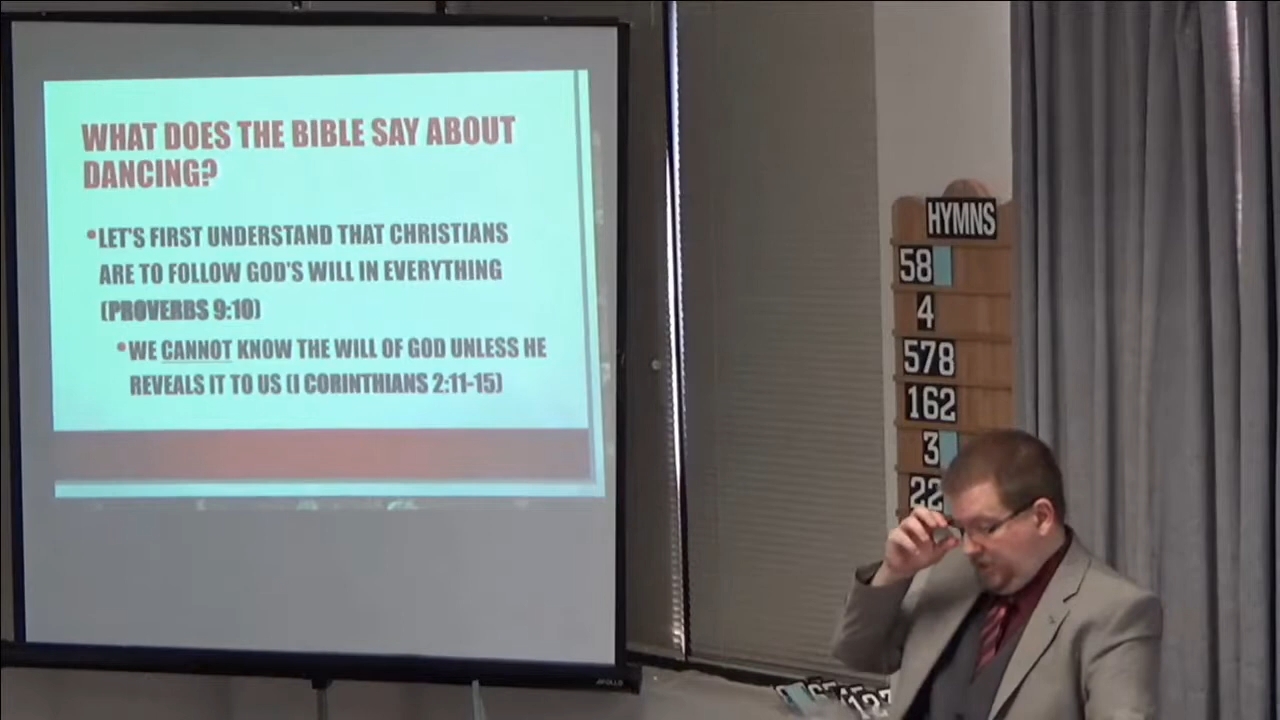 WHAT DOES THE BIBLE SAY ABOUT
DANCING?
•LET'S FIRST UNDERSTAND THAT CHRISTIANS
ARE TO FOLLOW GOD'S WILL IN EVERYTHING
(PROVERBS 9:10)
•WE CANNOT KNOW THE WILL OF GOD UNLESS HE
REVEALS IT TO US (I CORINTHIANS 2:11-15)
HYMNS
58
4
578
162
3
22
APOLLO